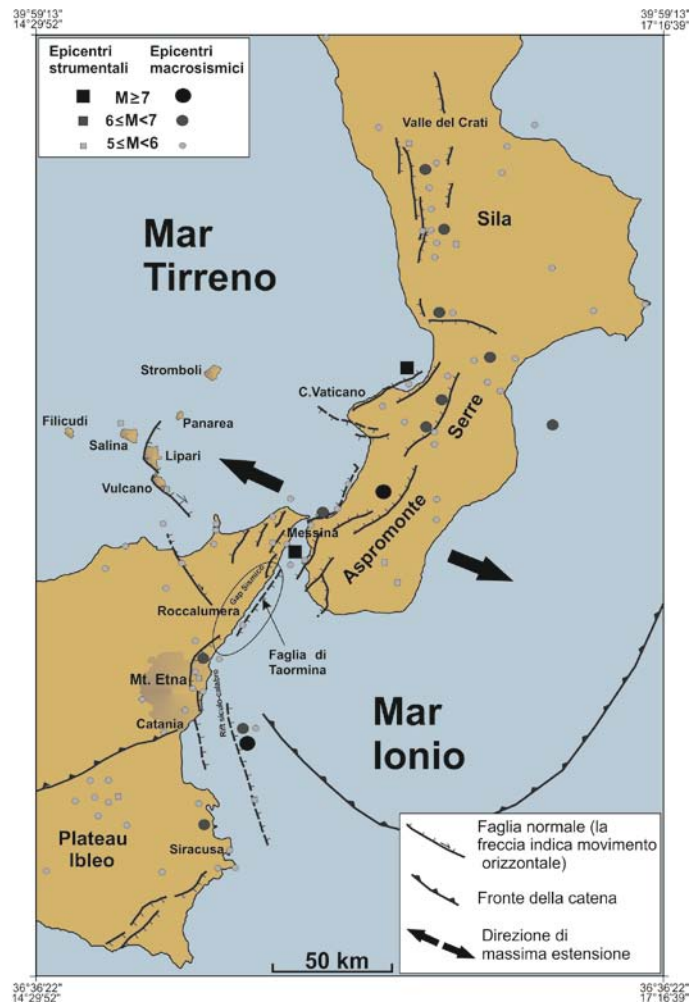 39°59'13"
14°29'52"
39°59'13"
17°16'39"
Epicentri
strumentali
Epicentri
macrosismici
M≥7
6≤M<7
5≤M<6
Valle del Crati
Sila
Mar
Tirreno
Stromboli
C.Vaticano
Filicudi
Panarea
Salina
Lipari
Serre
Vulcano
Messina
Aspromonte
Gap Sismico
Roccalumera
Faglia di
Taormina
Mt. Etna
Rift siculo-calabro
Catania
Mar
Ionio
Plateau
Ibleo
Siracusa
Faglia normale (la
freccia indica movimento
orizzontale)
Fronte della catena
Direzione di
massima estensione
50 km
36°36'22"
14°29'52"
36°36'22"
17°16'39"